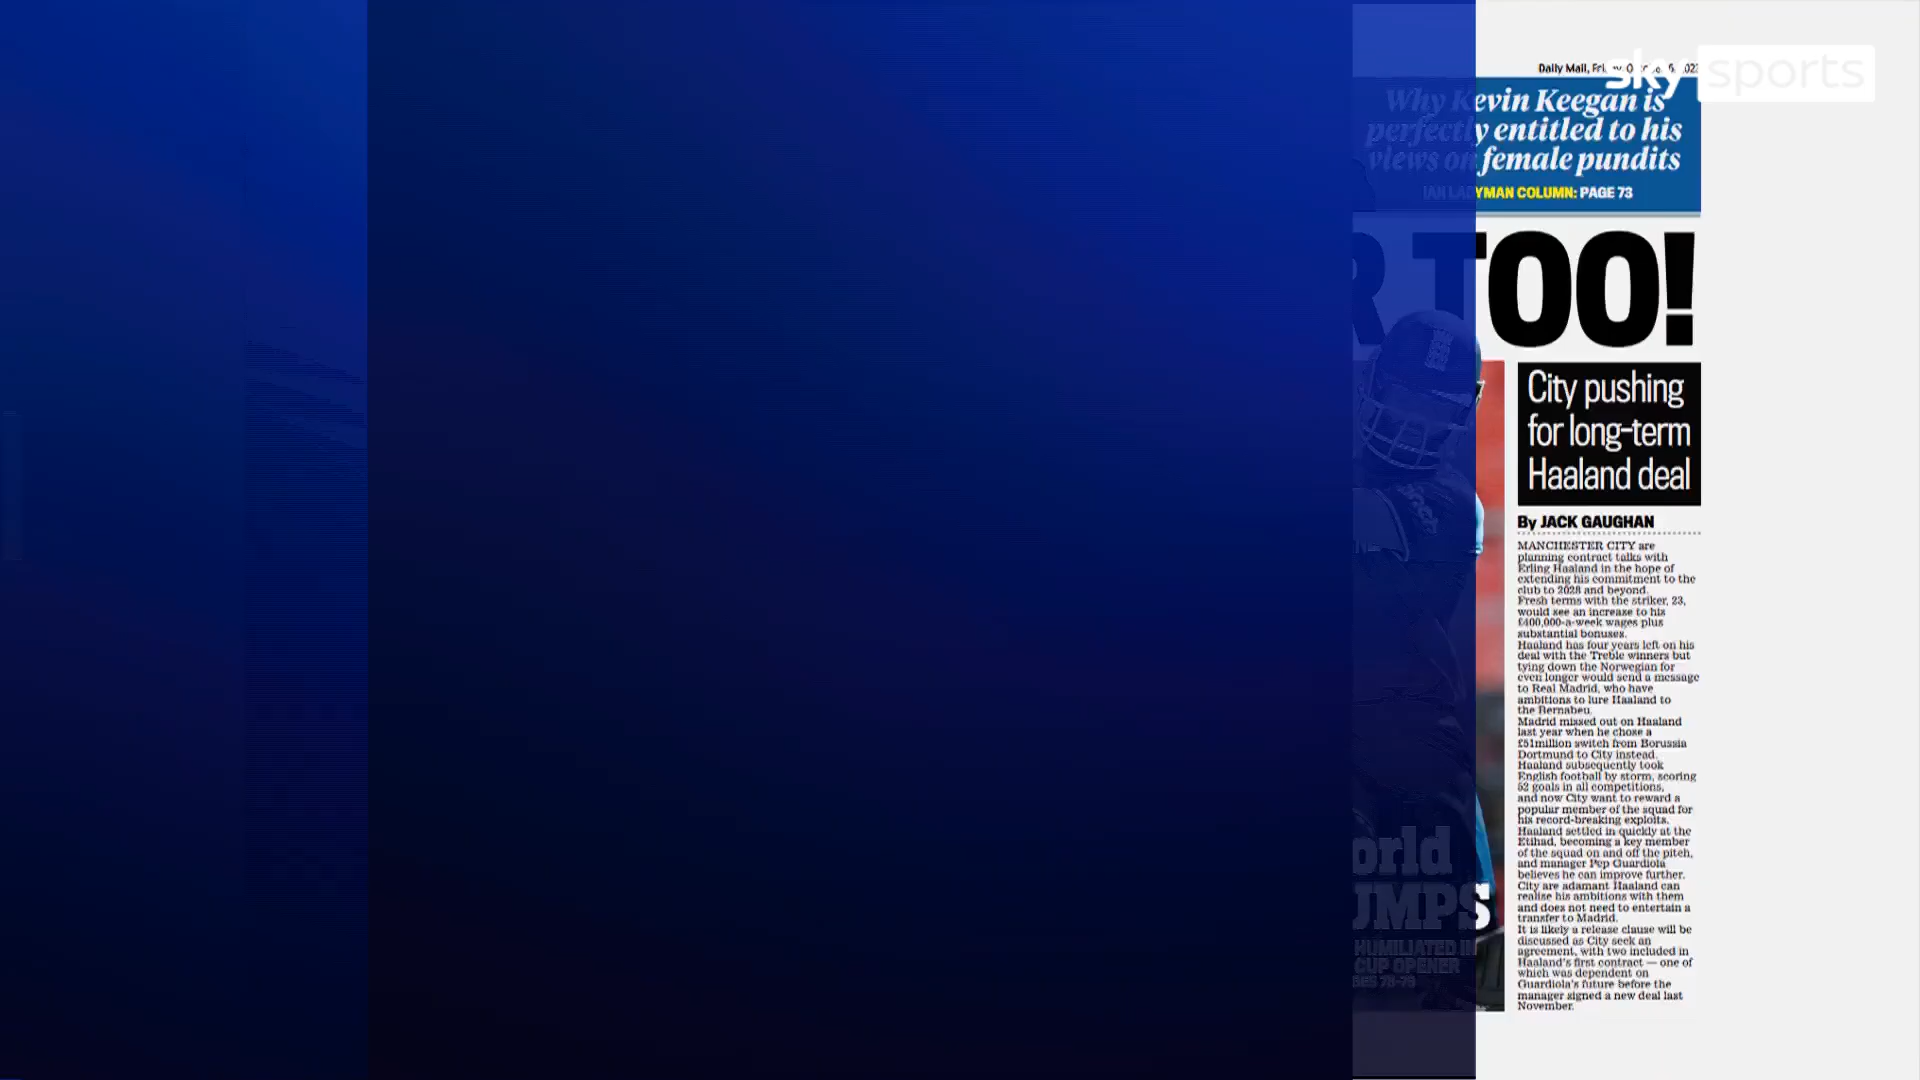 sky sports
Daily Mail,
Why Kevin Keegan is
perfectly entitled to his
views on female pundits
IAN LADYMAN COLUMN: PAGE 73
R TOO!
City pushing
for long-term
Haaland deal
By JACK GAUGHAN
MANCHESTER CITY are
planning contract talks with
Erling Haaland in the hope of
extending his commitment to the
club to 2028 and beyond.
Fresh terms with the striker, 23,
would see an increase to his
£400,000-a-week wages plus
substantial bonuses.
Haaland has four years left on his
deal with the Treble winners but
tying down the Norwegian for
even longer would send a message
to Real Madrid, who have
ambitions to lure Haaland to
the Bernabeu.
Madrid missed out on Haaland
last year when he chose a
£51million switch from Borussia
Dortmund to City instead.
Haaland subsequently took
English football by storm, scoring
52 goals in all competitions,
and now City want to reward a
popular member of the squad for
his record-breaking exploits.
Haaland settled in quickly at the
Etihad, becoming a key member
of the squad on and off the pitch,
and manager Pep Guardiola
believes he can improve further.
City are adamant Haaland can
realise his ambitions with them
and does not need to entertain a
transfer to Madrid.
It is likely a release clause will be
discussed as City seek an
agreement, with two included in
Haaland's first contract — one of
which was dependent on
Guardiola's future before the
manager signed a new deal last
November.
orld
UMPS
HUMILIATED IN
CUP OPENER